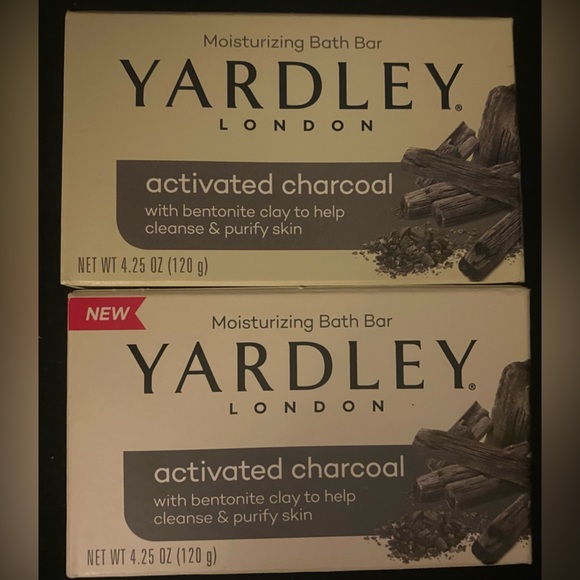 Moisturizing Bath Bar
YARDLEY®
LONDON
activated charcoal
with bentonite clay to help
cleanse & purify skin
NET WT 4.25 OZ (120 g)
NEW
Moisturizing Bath Bar
YARDLEY®
LONDON
activated charcoal
with bentonite clay to help
cleanse & purify skin
NET WT 4.25 OZ (120 g)